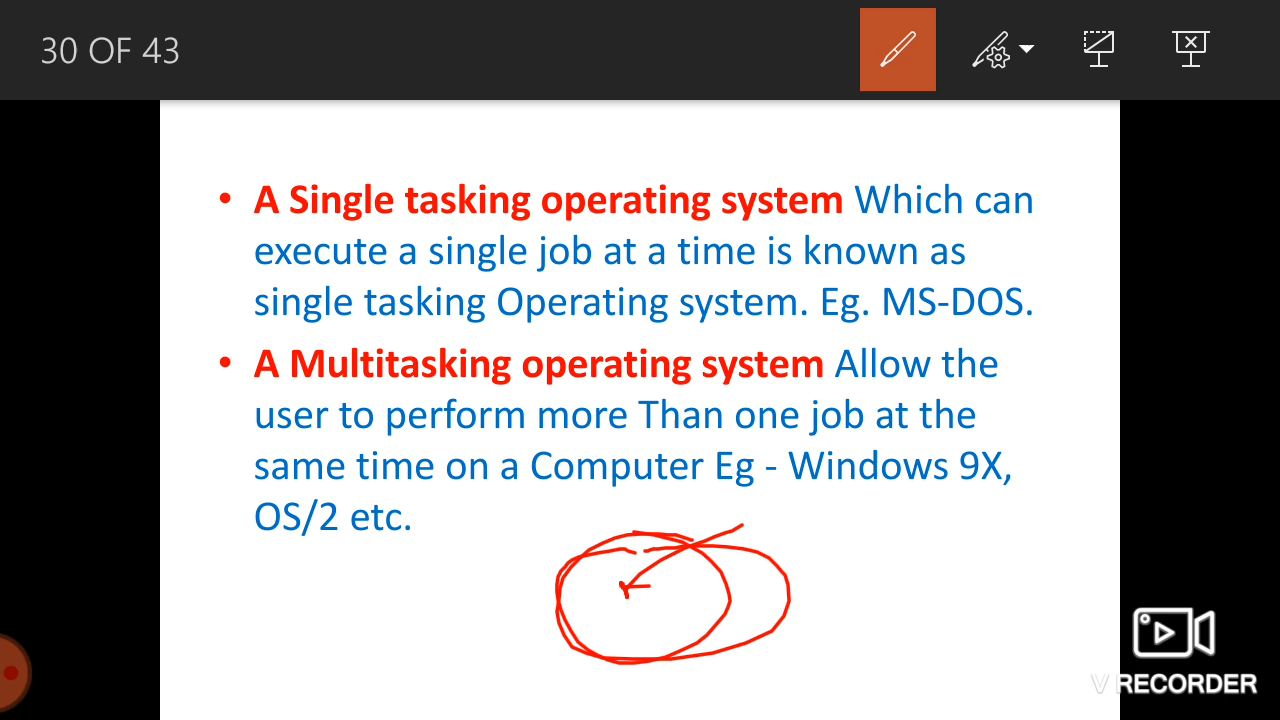 30 OF 43
• A Single tasking operating system Which can
execute a single job at a time is known as
single tasking Operating system. Eg. MS-DOS.
• A Multitasking operating system Allow the
user to perform more Than one job at the
same time on a Computer Eg - Windows 9X,
OS/2 etc.
V RECORDER